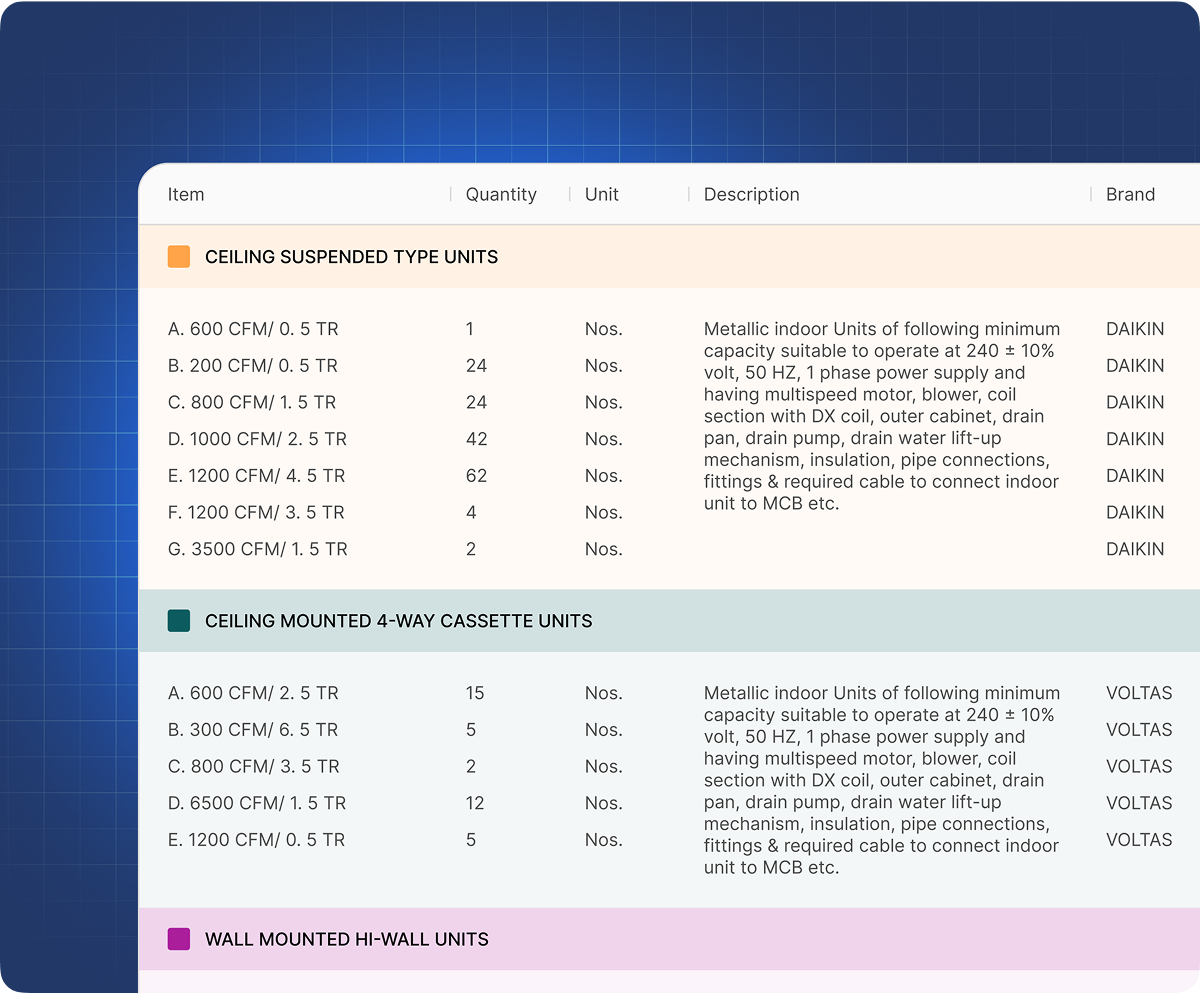 Item Quantity Unit Description Brand
CEILING SUSPENDED TYPE UNITS
A. 600 CFM/ 0. 5 TR 1 Nos. Metallic indoor Units of following minimum DAIKIN
capacity suitable to operate at 240 ± 10%
B. 200 CFM/ 0. 5 TR 24 Nos. volt, 50 HZ, 1 phase power supply and DAIKIN
having multispeed motor, blower, coil
C. 800 CFM/ 1. 5 TR 24 Nos. section with DX coil, outer cabinet, drain DAIKIN
D. 1000 CFM/ 2. 5 TR 42 Nos. pan, drain pump, drain water lift-up DAIKIN
mechanism, insulation, pipe connections,
E. 1200 CFM/ 4. 5 TR 62 Nos. fittings & required cable to connect indoor DAIKIN
F. 1200 CFM/ 3. 5 TR 4 Nos. unit to MCB etc. DAIKIN
G. 3500 CFM/ 1. 5 TR 2 Nos. DAIKIN
CEILING MOUNTED 4-WAY CASSETTE UNITS
A. 600 CFM/ 2. 5 TR 15 Nos. Metallic indoor Units of following minimum VOLTAS
capacity suitable to operate at 240 ± 10%
B. 300 CFM/ 6. 5 TR 5 Nos. volt, 50 HZ, 1 phase power supply and VOLTAS
having multispeed motor, blower, coil
C. 800 CFM/ 3. 5 TR 2 Nos. section with DX coil, outer cabinet, drain VOLTAS
D. 6500 CFM/ 1. 5 TR 12 Nos. pan, drain pump, drain water lift-up VOLTAS
mechanism, insulation, pipe connections,
E. 1200 CFM/ 0. 5 TR 5 Nos. fittings & required cable to connect indoor VOLTAS
unit to MCB etc.
WALL MOUNTED HI-WALL UNITS